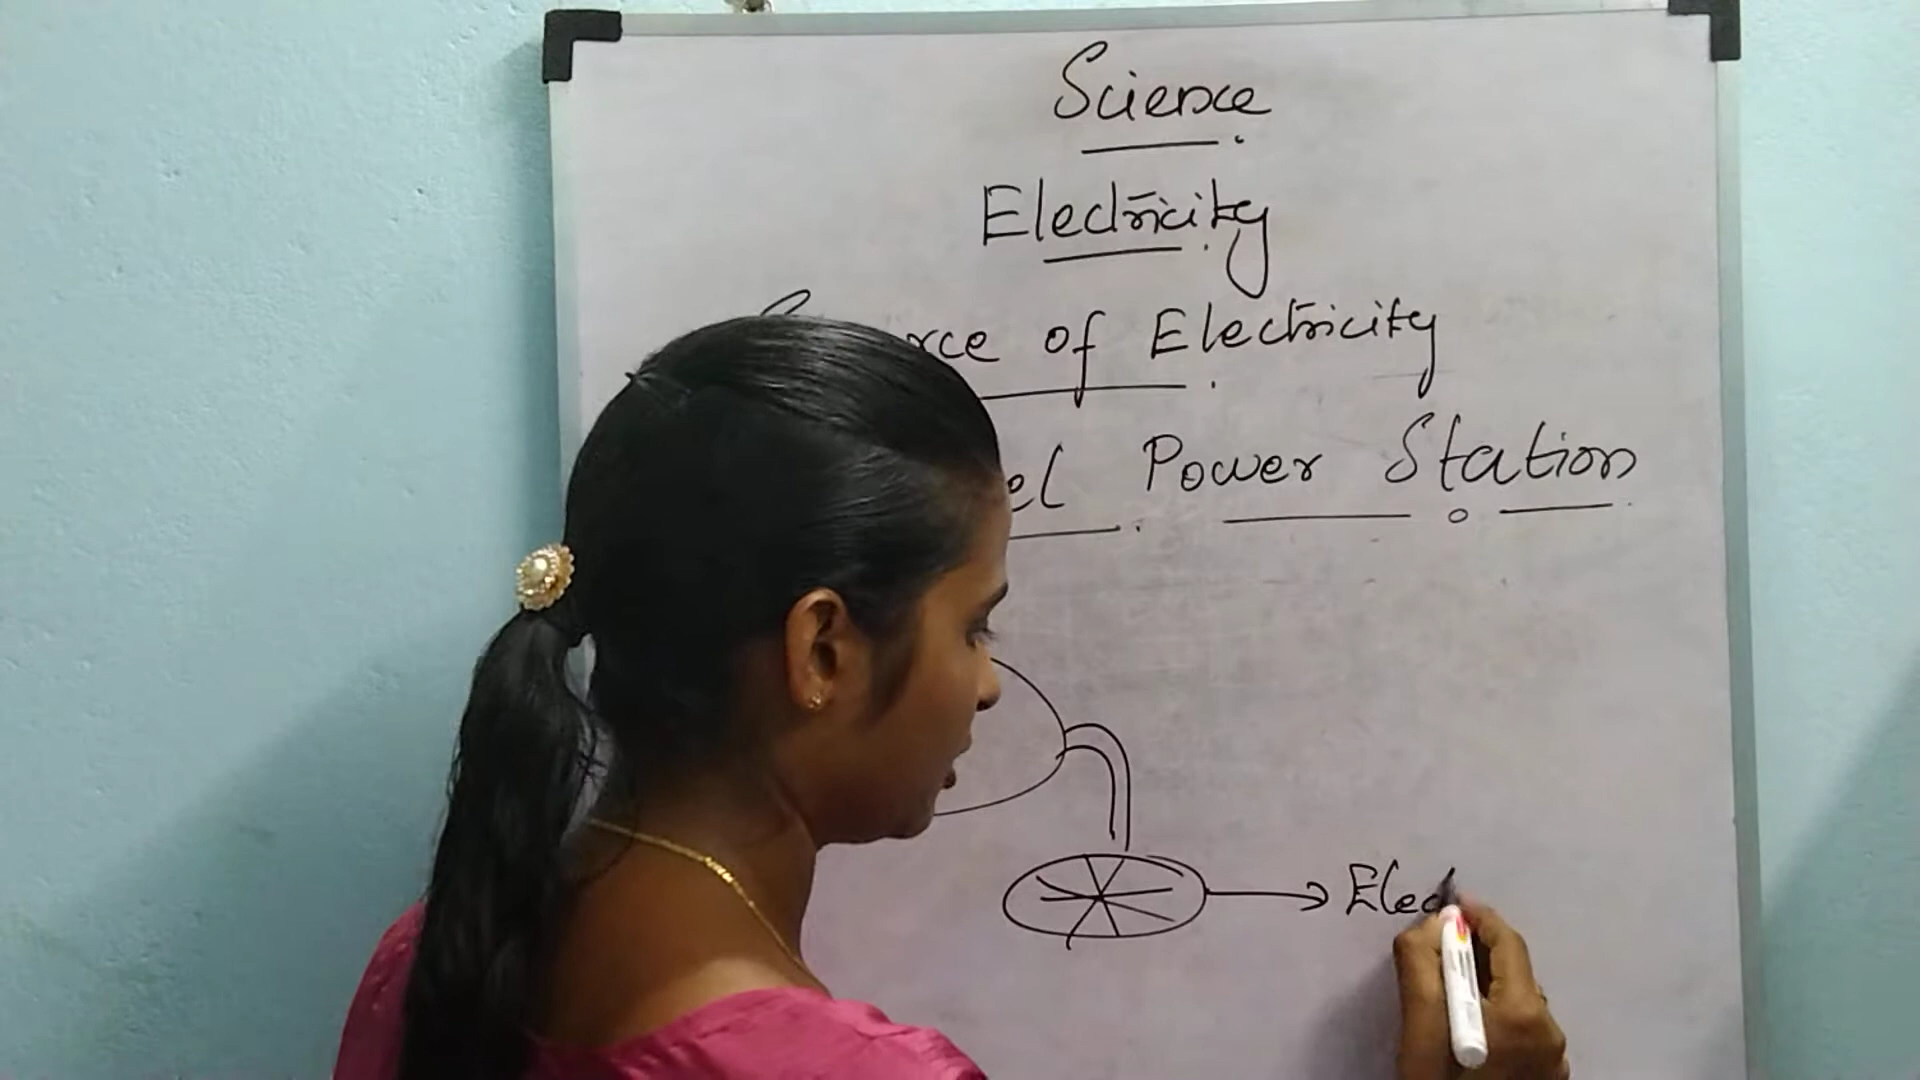 Science
Electricity
of Electricity
Power Station
Elec